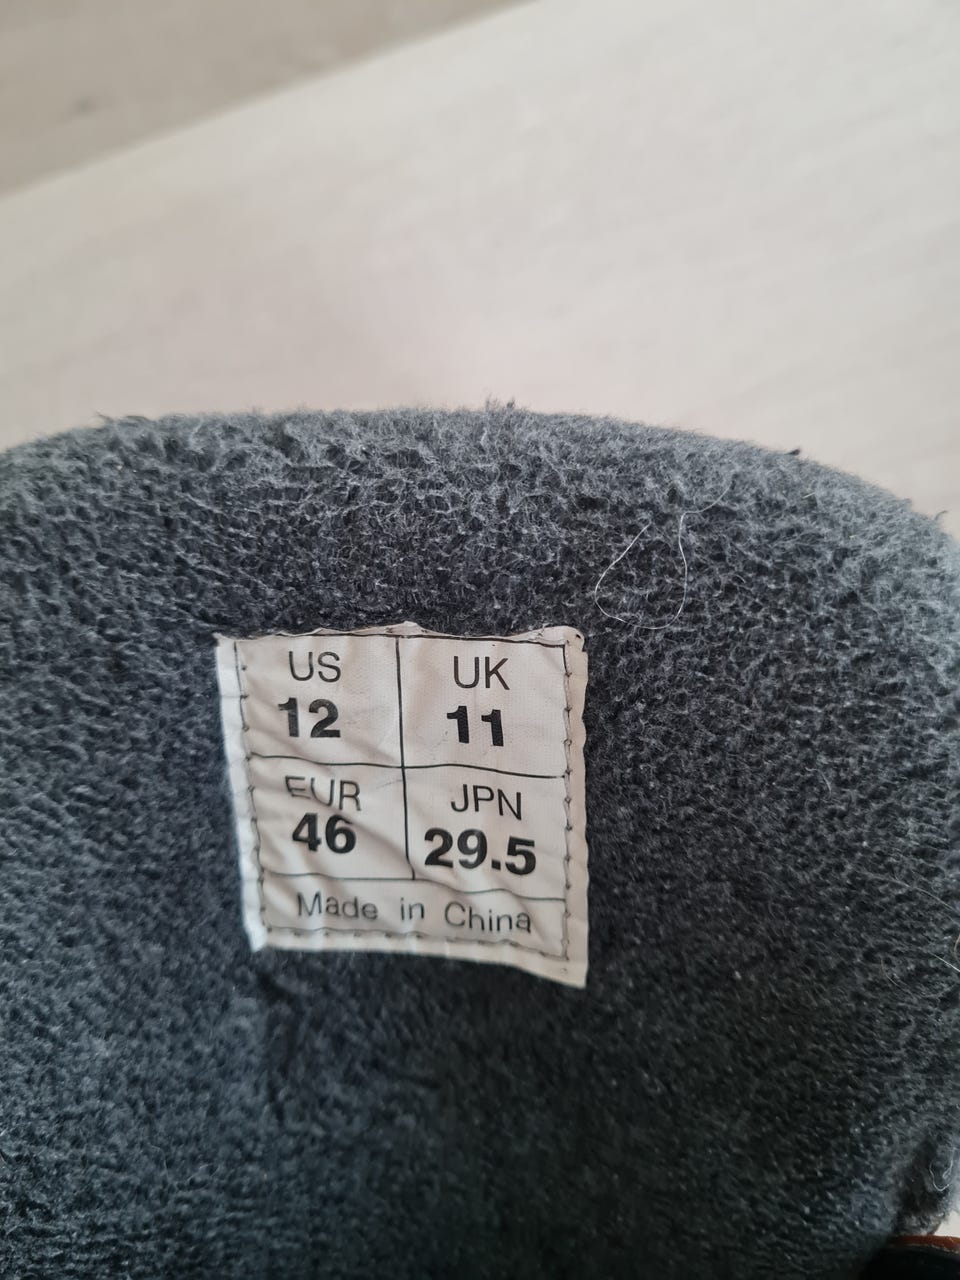 US UK
12 11
EUR JPN
46 29.5
Made in China